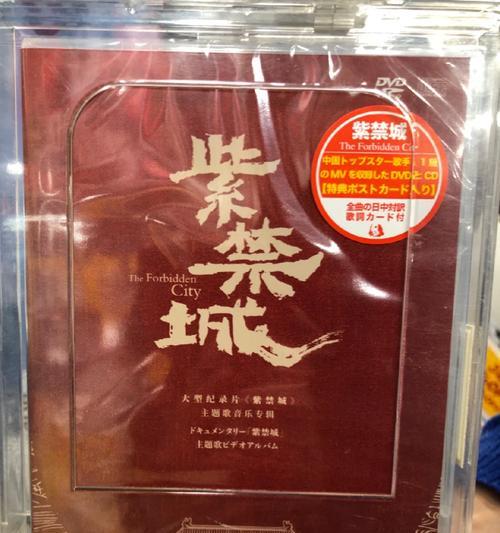 DVD
紫禁城
The Forbidden City
中国トップスター歌手
のMVを収録したDVDとCD
【特典ポストカード入り】
全曲の日中対訳
歌詞カード付
紫
禁
The Forbidden
City
城
大型纪录片《紫禁城》
主题歌音乐专辑
ドキュメンタリー「紫禁城」
主題歌ビデオアルバム